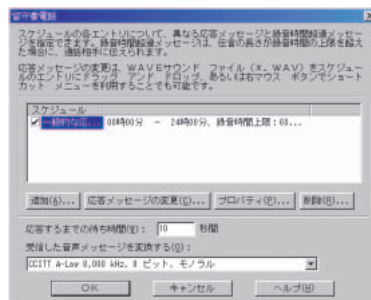 留守番電話
スケジュールの各エントリについて、異なる応答メッセージと録音時間超過メッセー
ジを指定できます。録音時間超過メッセージは、伝言の長さが録音時間の上限を超え
た場合に、通話相手に伝えられます。
応答メッセージの変更は、WAVEサウンド ファイル (*.WAV) をスケジュー
ルのエントリにドラッグ アンド ドロップ、あるいは右マウス ボタンでショート
カット メニューを利用することでも可能です。
スケジュール
一般的な応... 00時00分 － 24時00分、録音時間上限：60...
追加(A)... 応答メッセージの変更(C)... プロパティ(P)... 削除(R)...
応答するまでの待ち時間(W)： 10 秒間
受信した音声メッセージを変換する(O)：
CCITT A-Law 8,000 kHz, 8 ビット, モノラル
OK キャンセル ヘルプ(H)